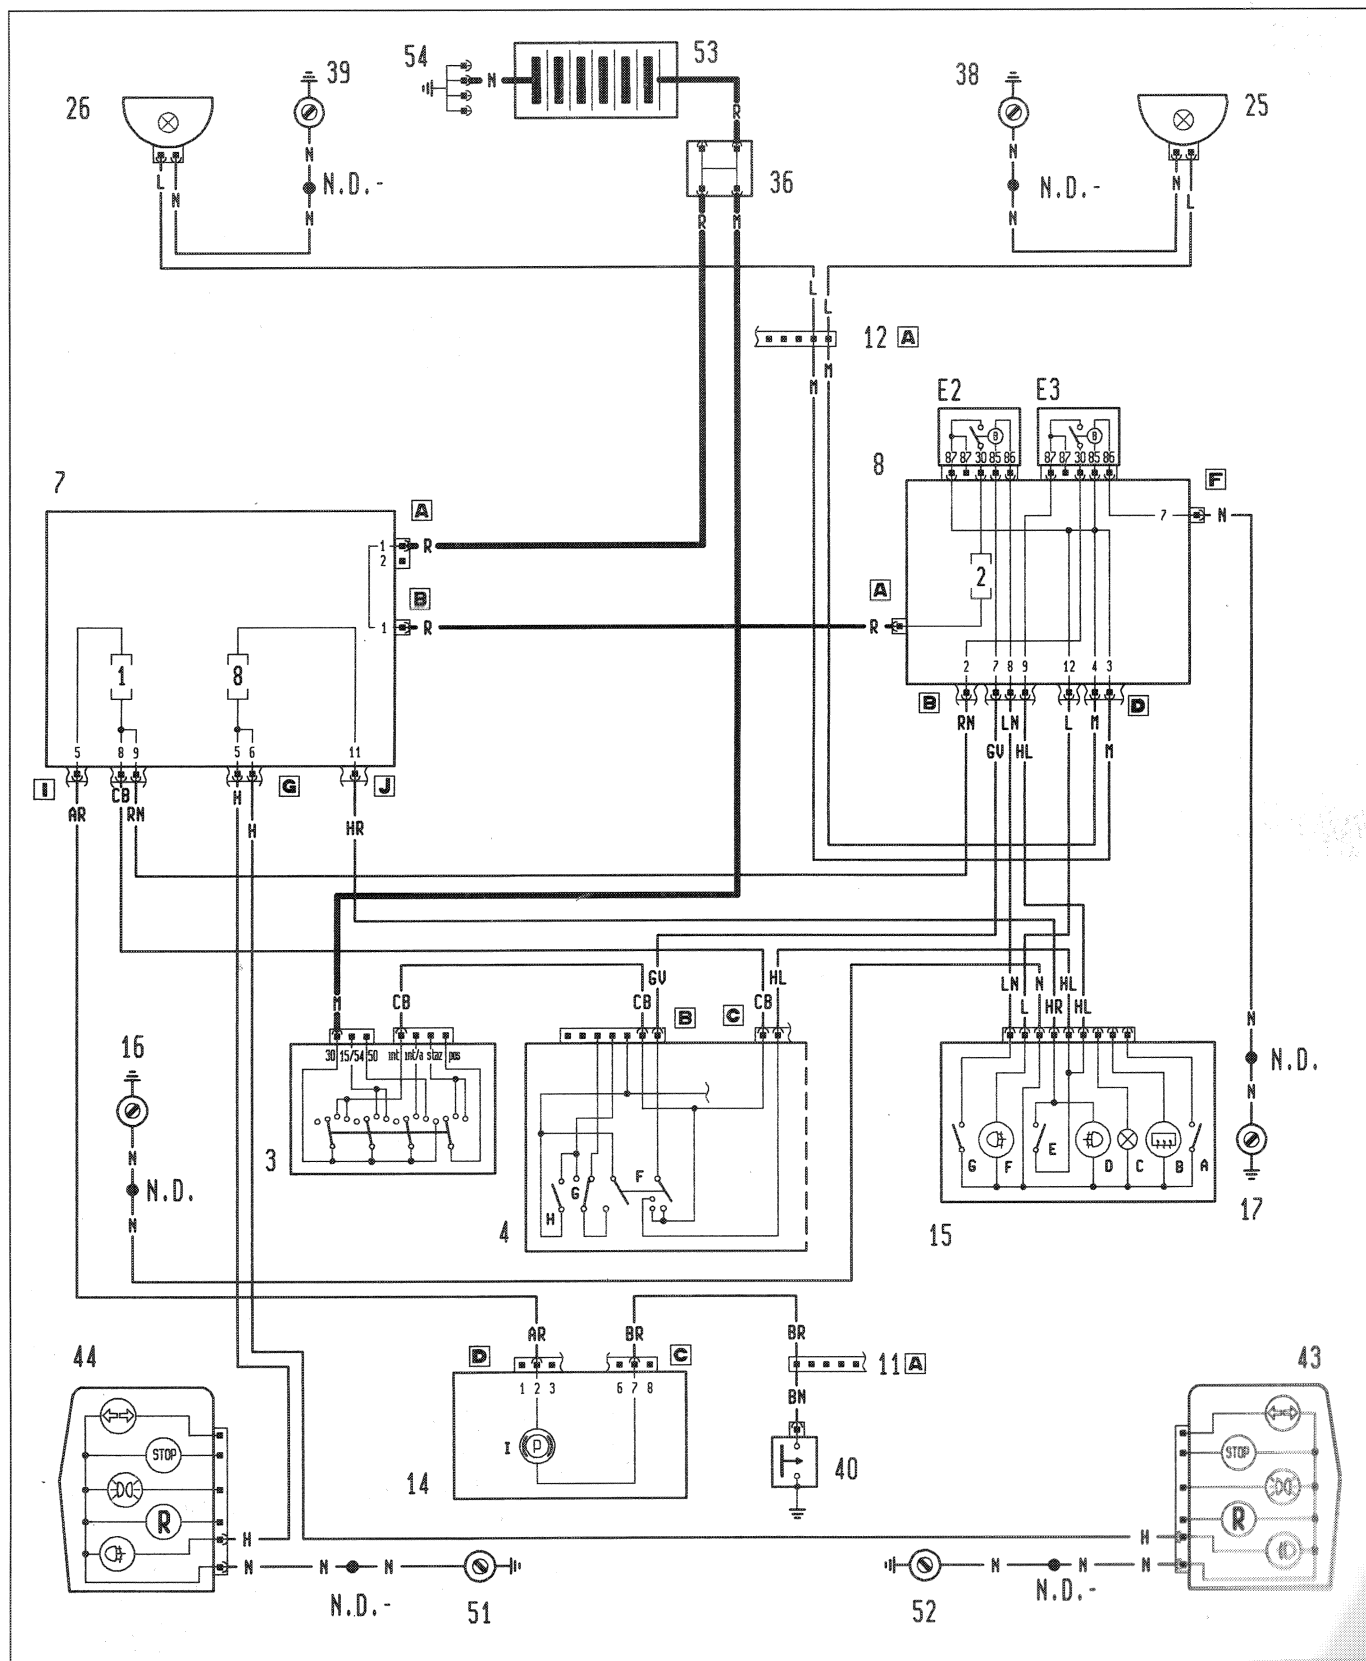 54
53
39
38
26
25
N
R
N
N
L
N
N.D.-
N.D.-
36
N
L
N
N
R
M
L
L
12 A
M
M
E2
E3
B
B
87 87 30 85 86
87 87 30 85 86
8
7
F
7
N
A
1
2
R
2
A
B
1
R
R
1
8
2
7
8
9
12
4
3
B
D
RN
LN
L
M
GV
HL
M
5
8
9
5
6
11
I
G
J
CB
H
AR
RN
H
HR
GV
HL
LN
N
HL
M
CB
CB
CB
L
HR
HL
B
C
N
16
30 15/54 50 int int/a staz pos
N.D.
N
N
3
N.D.
N
F
G
H
4
G
F
E
D
C
B
A
15
17
AR
BR
BR
44
D
C
11 A
43
1 2 3
6 7 8
BN
STOP
I
P
14
40
STOP
R
R
H
H
N
N
N
N
N
N
N.D.-
51
52
N.D.-